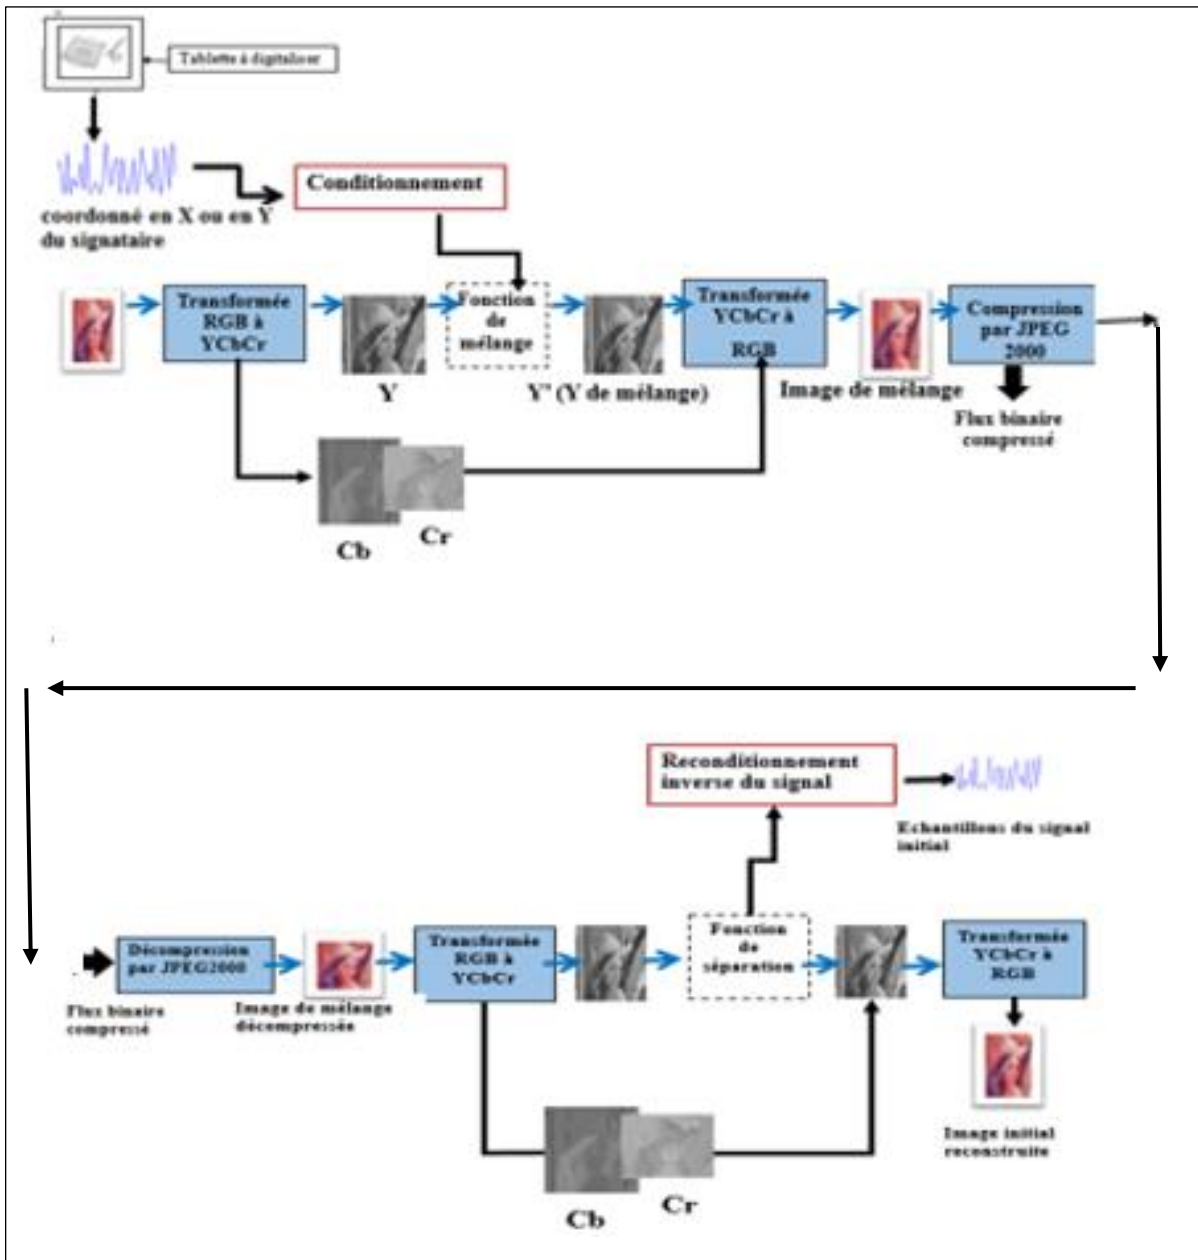 Tablette à digitaliser
coordonné en X ou en Y
du signataire
Conditionnement
Transformée
RGB à
YCbCr
Y
Fonction
de
mélange
Y' (Y de mélange)
Transformée
YCbCr à
RGB
Image de mélange
Compression
par JPEG
2000
Flux binaire
compressé
Cb
Cr
Reconditionnement
inverse du signal
Echantillons du signal
initial
Flux binaire
compressé
Décompression
par JPEG2000
Image de mélange
décompressée
Transformée
RGB à
YCbCr
Fonction
de
séparation
Transformée
YCbCr à
RGB
Image initial
reconstruite
Cb
Cr